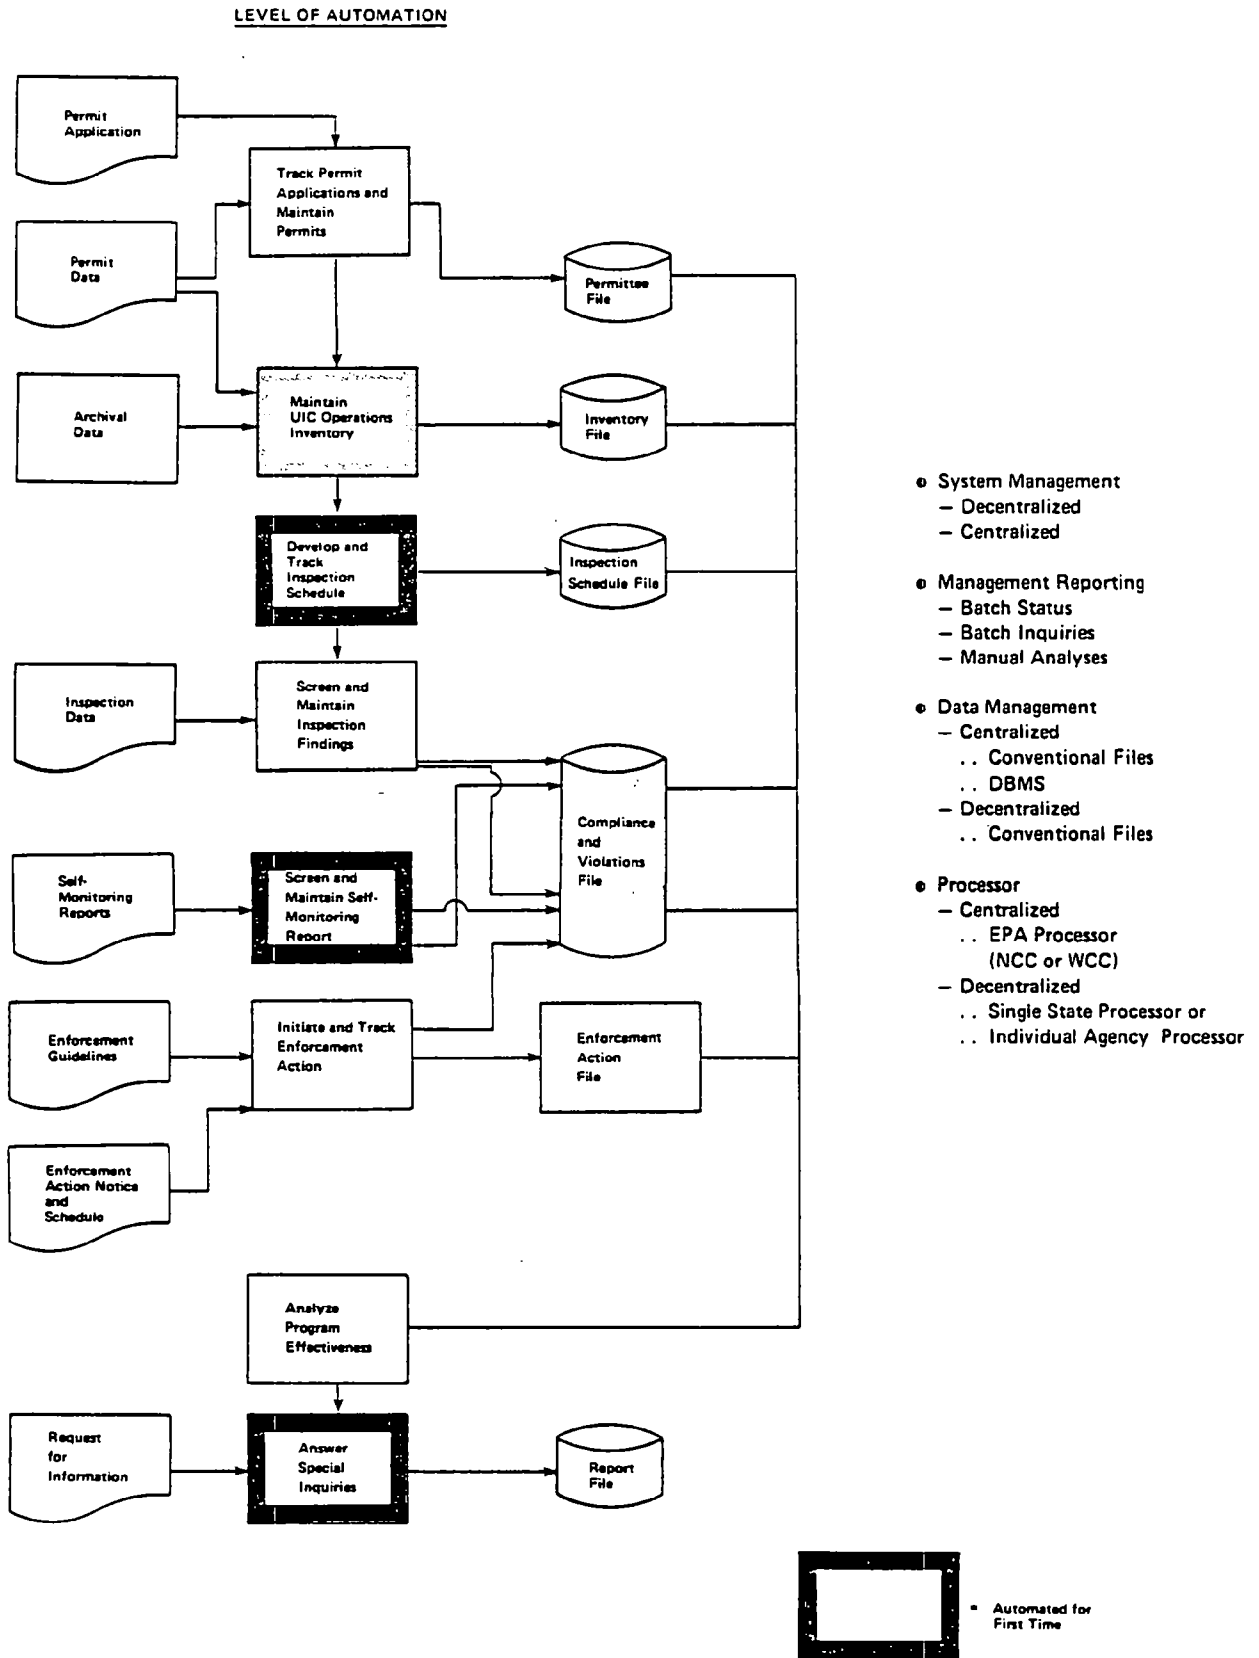 LEVEL OF AUTOMATION
Permit
Application
Track Permit
Applications and
Maintain
Permits
Permit
Data
Permittee
File
Archival
Data
Maintain
UIC Operations
Inventory
Inventory
File
Develop and
Track
Inspection
Schedule
Inspection
Schedule File
Inspection
Data
Screen and
Maintain
Inspection
Findings
Compliance
and
Violations
File
Self-
Monitoring
Reports
Screen and
Maintain Self-
Monitoring
Report
Enforcement
Guidelines
Initiate and Track
Enforcement
Action
Enforcement
Action
File
Enforcement
Action Notice
and
Schedule
Analyze
Program
Effectiveness
Request
for
Information
Answer
Special
Inquiries
Report
File
• System Management
– Decentralized
– Centralized
• Management Reporting
– Batch Status
– Batch Inquiries
– Manual Analyses
• Data Management
– Centralized
.. Conventional Files
.. DBMS
– Decentralized
.. Conventional Files
• Processor
– Centralized
.. EPA Processor
(NCC or WCC)
– Decentralized
.. Single State Processor or
.. Individual Agency Processor
= Automated for
First Time